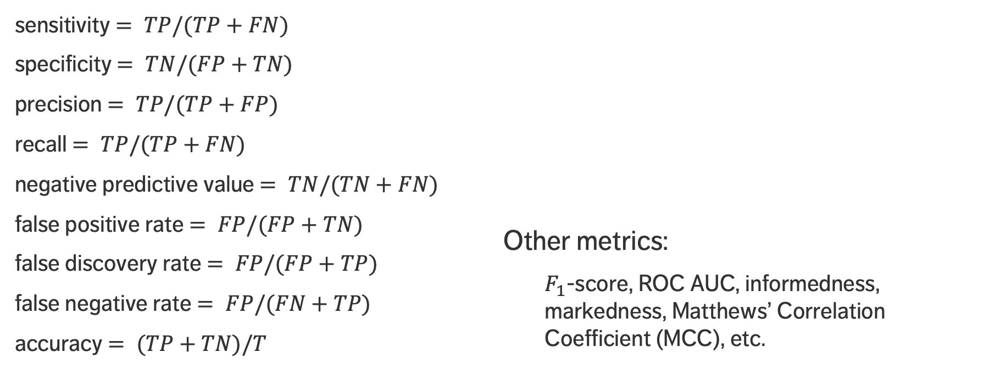 sensitivity = TP/(TP + FN)
specificity = TN/(FP + TN)
precision = TP/(TP + FP)
recall = TP/(TP + FN)
negative predictive value = TN/(TN + FN)
false positive rate = FP/(FP + TN)
false discovery rate = FP/(FP + TP)
false negative rate = FP/(FN + TP)
accuracy = (TP + TN)/T
Other metrics:
F₁-score, ROC AUC, informedness,
markedness, Matthews’ Correlation
Coefficient (MCC), etc.